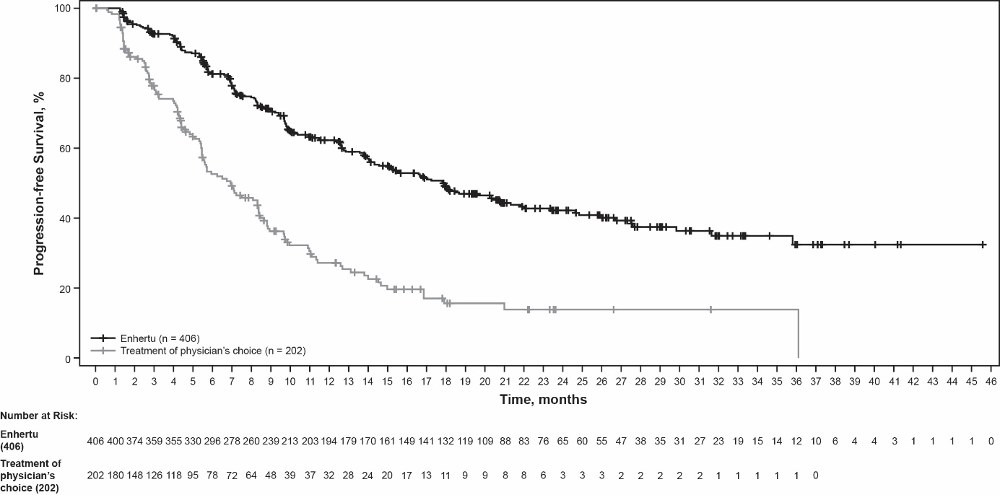 100
80
60
40
20
0
Progression-free Survival, %
Enhertu (n = 406)
Treatment of physician's choice (n = 202)
0 1 2 3 4 5 6 7 8 9 10 11 12 13 14 15 16 17 18 19 20 21 22 23 24 25 26 27 28 29 30 31 32 33 34 35 36 37 38 39 40 41 42 43 44 45 46
Time, months
Number at Risk:
Enhertu
(406)
406 400 374 359 355 330 296 278 260 239 213 203 194 179 170 161 149 141 132 119 109 88 83 76 65 60 55 47 38 35 31 27 23 19 15 14 12 10 6 4 4 3 1 1 1 1 0
Treatment of
physician's
choice (202)
202 180 148 126 118 95 78 72 64 48 39 37 32 28 24 20 17 13 11 9 9 8 8 6 3 3 3 2 2 2 2 2 1 1 1 1 1 0